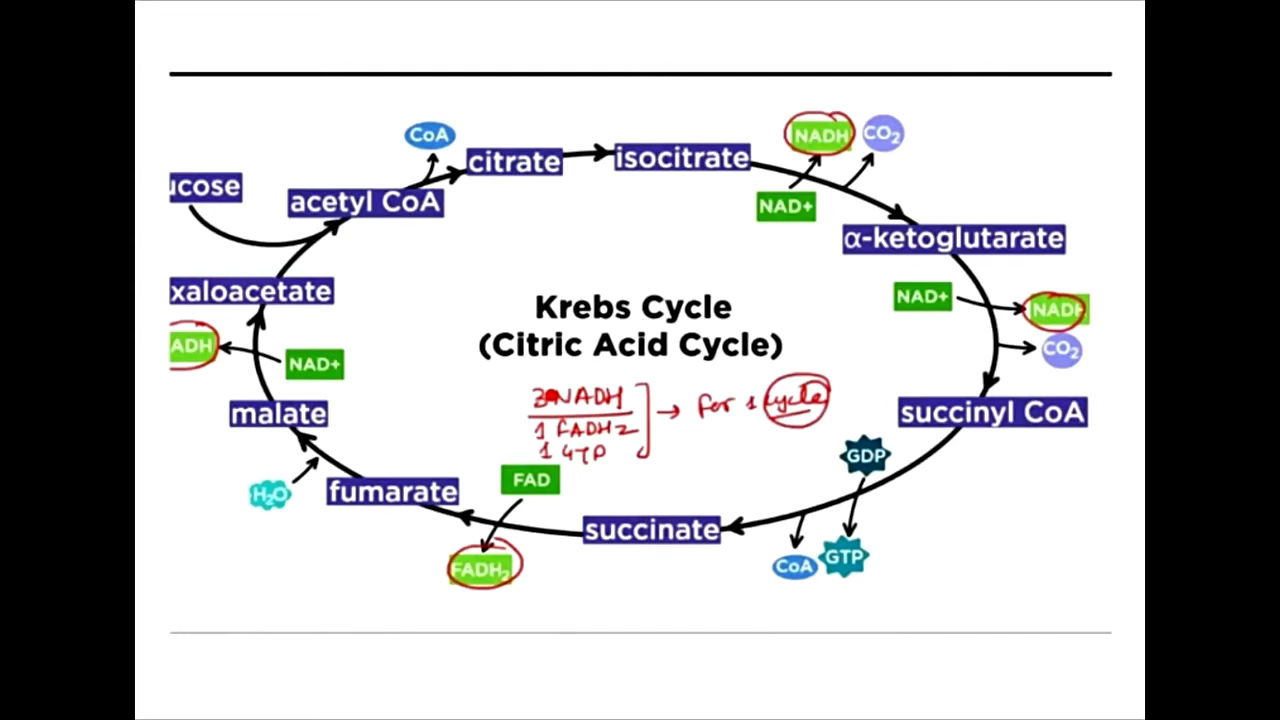 CoA
citrate
isocitrate
NADH
CO₂
NAD+
ucose
acetyl CoA
α-ketoglutarate
xaloacetate
NAD+
NADH
CO₂
ADH
NAD+
Krebs Cycle
(Citric Acid Cycle)
3 NADH
1 FADH2
1 GTP
→ for 1 cycle
malate
succinyl CoA
GDP
H₂O
fumarate
FAD
succinate
FADH₂
CoA
GTP